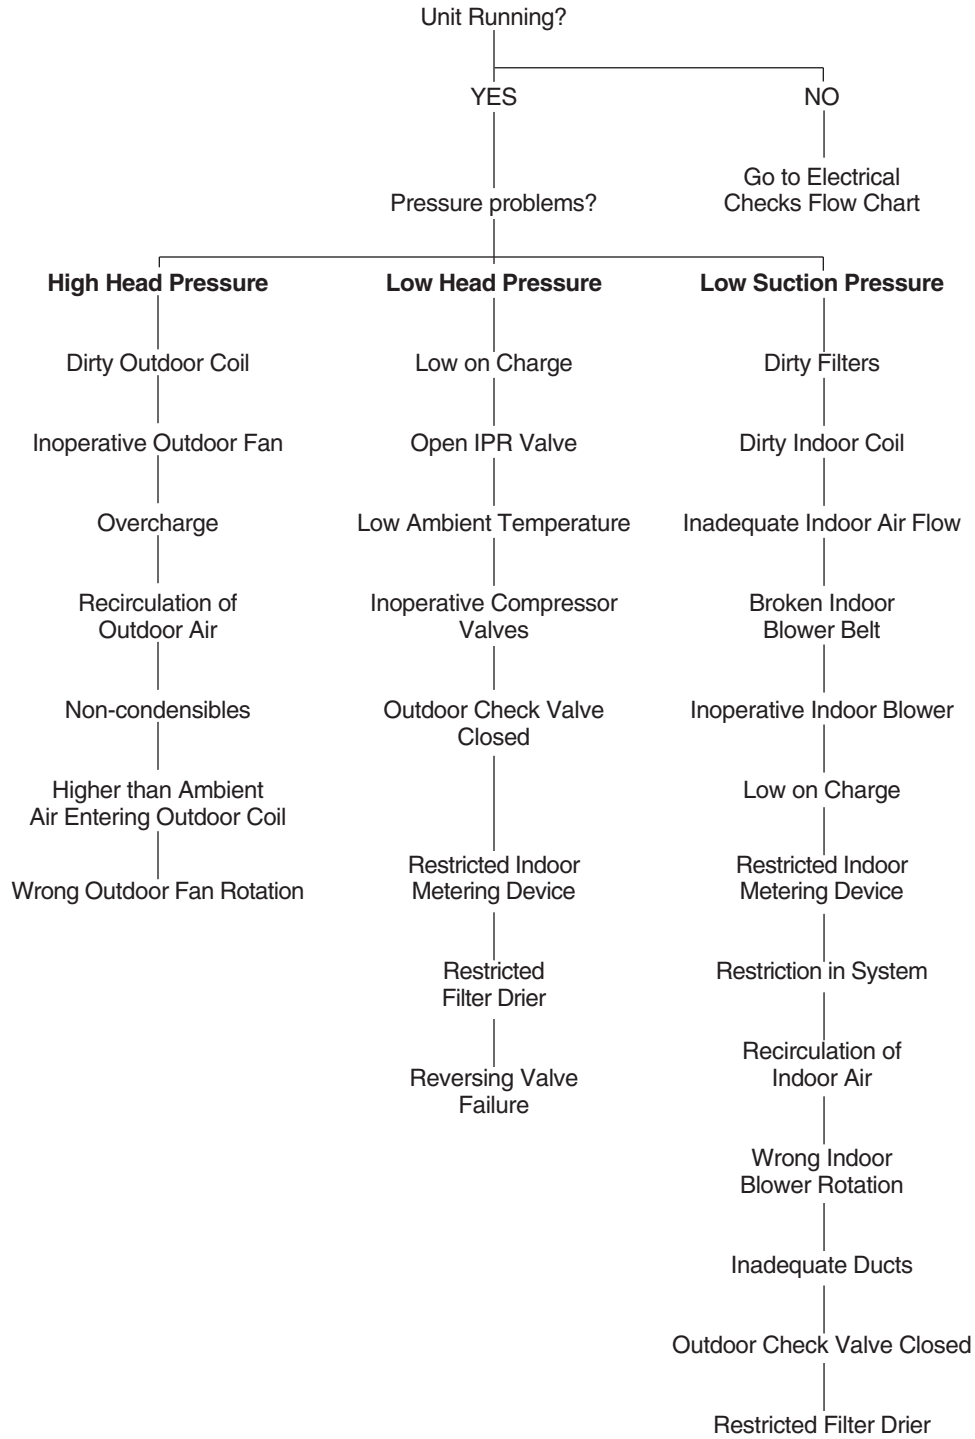 Unit Running?
YES
NO
Go to Electrical
Checks Flow Chart
Pressure problems?
High Head Pressure
Dirty Outdoor Coil
Inoperative Outdoor Fan
Overcharge
Recirculation of
Outdoor Air
Non-condensibles
Higher than Ambient
Air Entering Outdoor Coil
Wrong Outdoor Fan Rotation
Low Head Pressure
Low on Charge
Open IPR Valve
Low Ambient Temperature
Inoperative Compressor
Valves
Outdoor Check Valve
Closed
Restricted Indoor
Metering Device
Restricted
Filter Drier
Reversing Valve
Failure
Low Suction Pressure
Dirty Filters
Dirty Indoor Coil
Inadequate Indoor Air Flow
Broken Indoor
Blower Belt
Inoperative Indoor Blower
Low on Charge
Restricted Indoor
Metering Device
Restriction in System
Recirculation of
Indoor Air
Wrong Indoor
Blower Rotation
Inadequate Ducts
Outdoor Check Valve Closed
Restricted Filter Drier